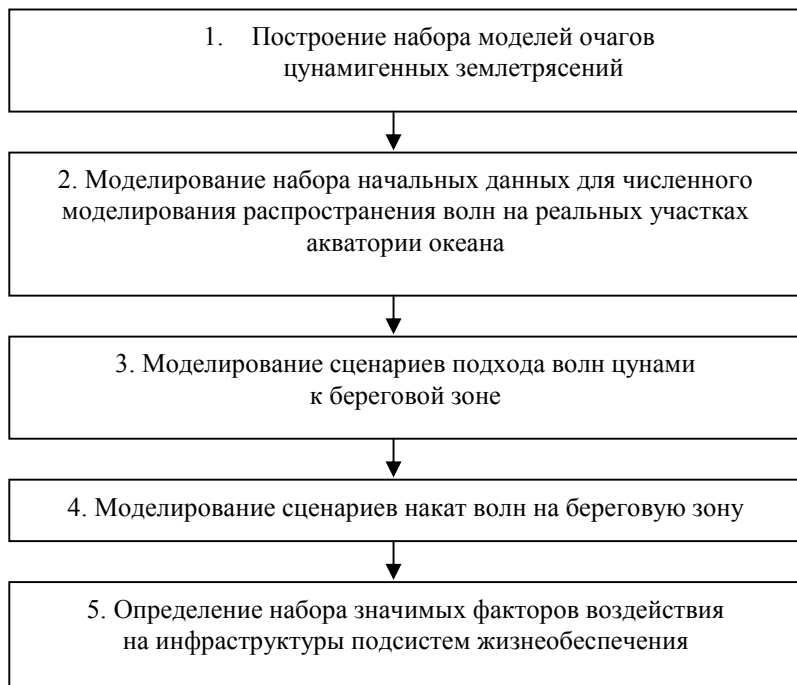 1. Построение набора моделей очагов
цунамигенных землетрясений
2. Моделирование набора начальных данных для численного
моделирования распространения волн на реальных участках
акватории океана
3. Моделирование сценариев подхода волн цунами
к береговой зоне
4. Моделирование сценариев накат волн на береговую зону
5. Определение набора значимых факторов воздействия
на инфраструктуры подсистем жизнеобеспечения